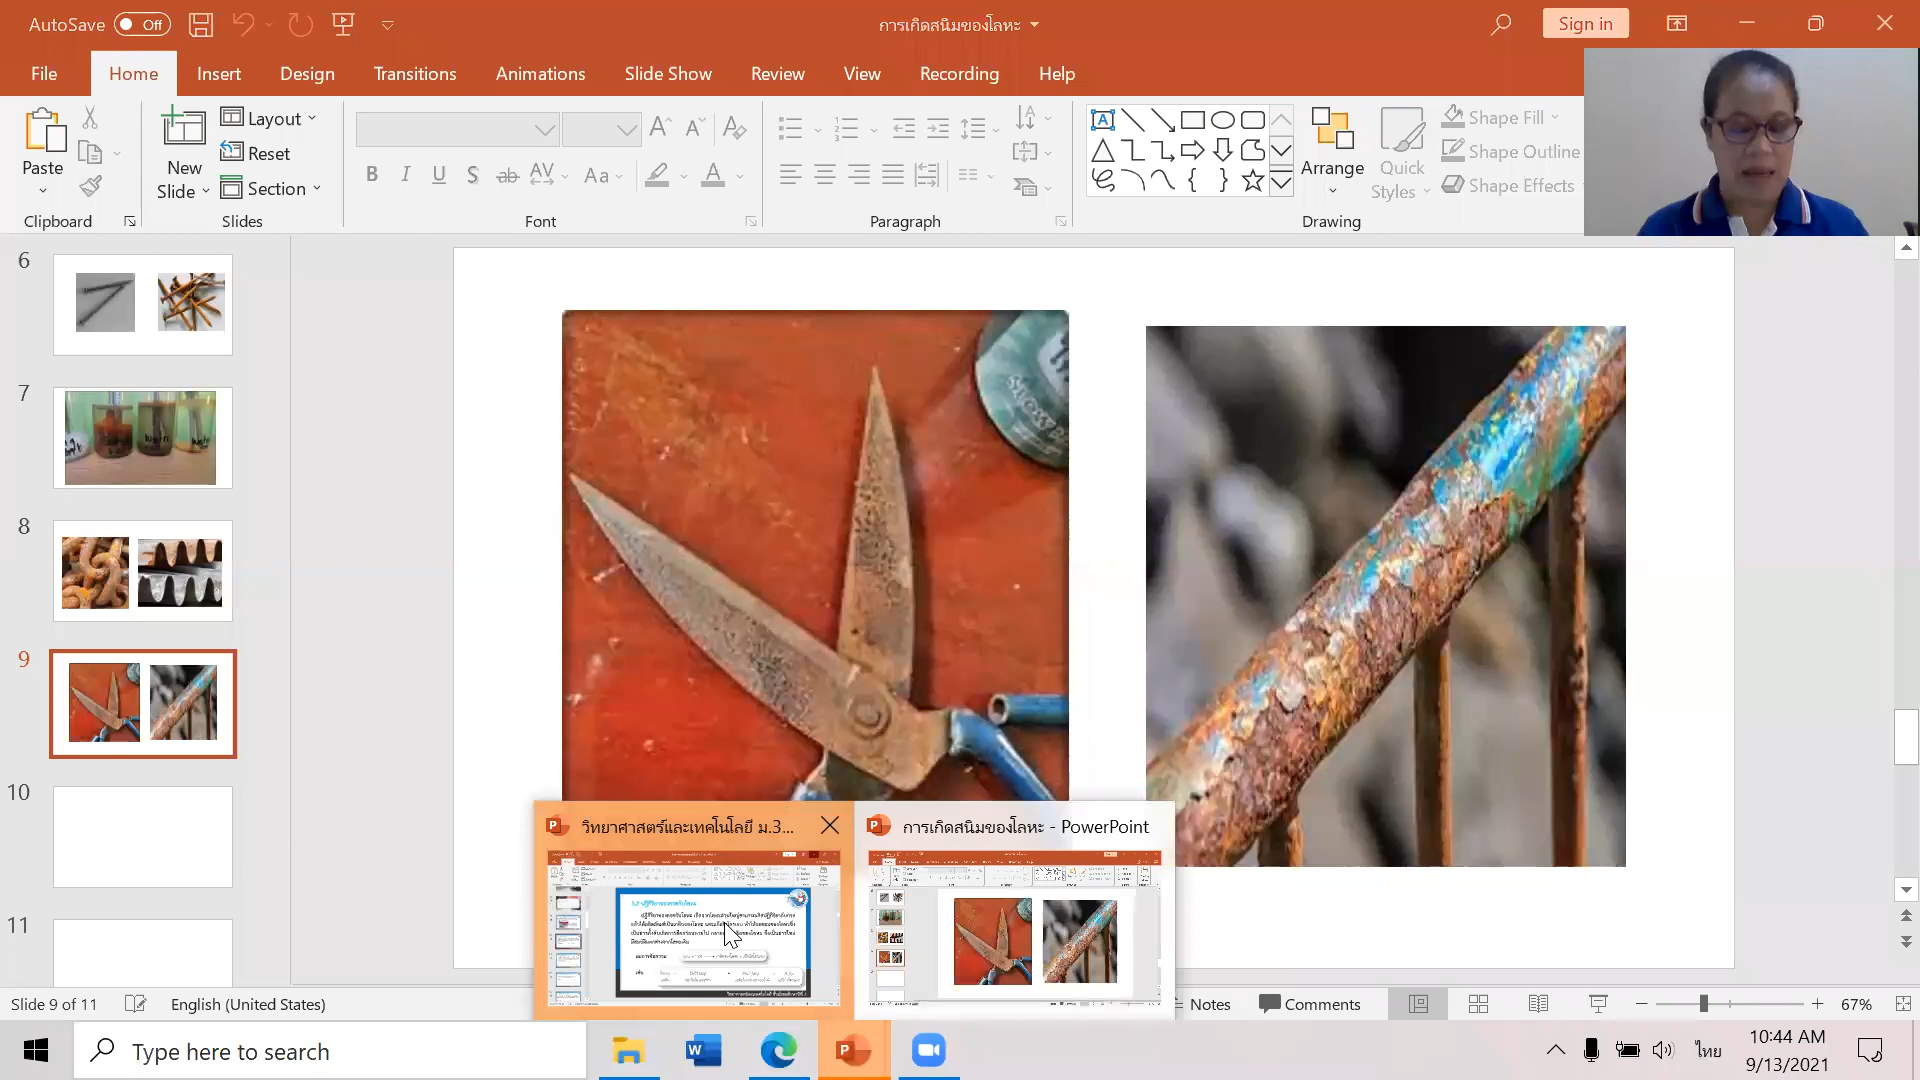 AutoSave Off
การเกิดสนิมของโลหะ
Sign in
File Home Insert Design Transitions Animations Slide Show Review View Recording Help
Paste
New Slide
Layout
Reset
Section
Aa
Arrange
Quick Styles
Shape Fill
Shape Outline
Shape Effects
Clipboard
Slides
Font
Paragraph
Drawing
6
7
8
9
10
11
วิทยาศาสตร์และเทคโนโลยี ม.3...
การเกิดสนิมของโลหะ - PowerPoint
Slide 9 of 11
English (United States)
Notes
Comments
67%
Type here to search
ไทย
10:44 AM
9/13/2021